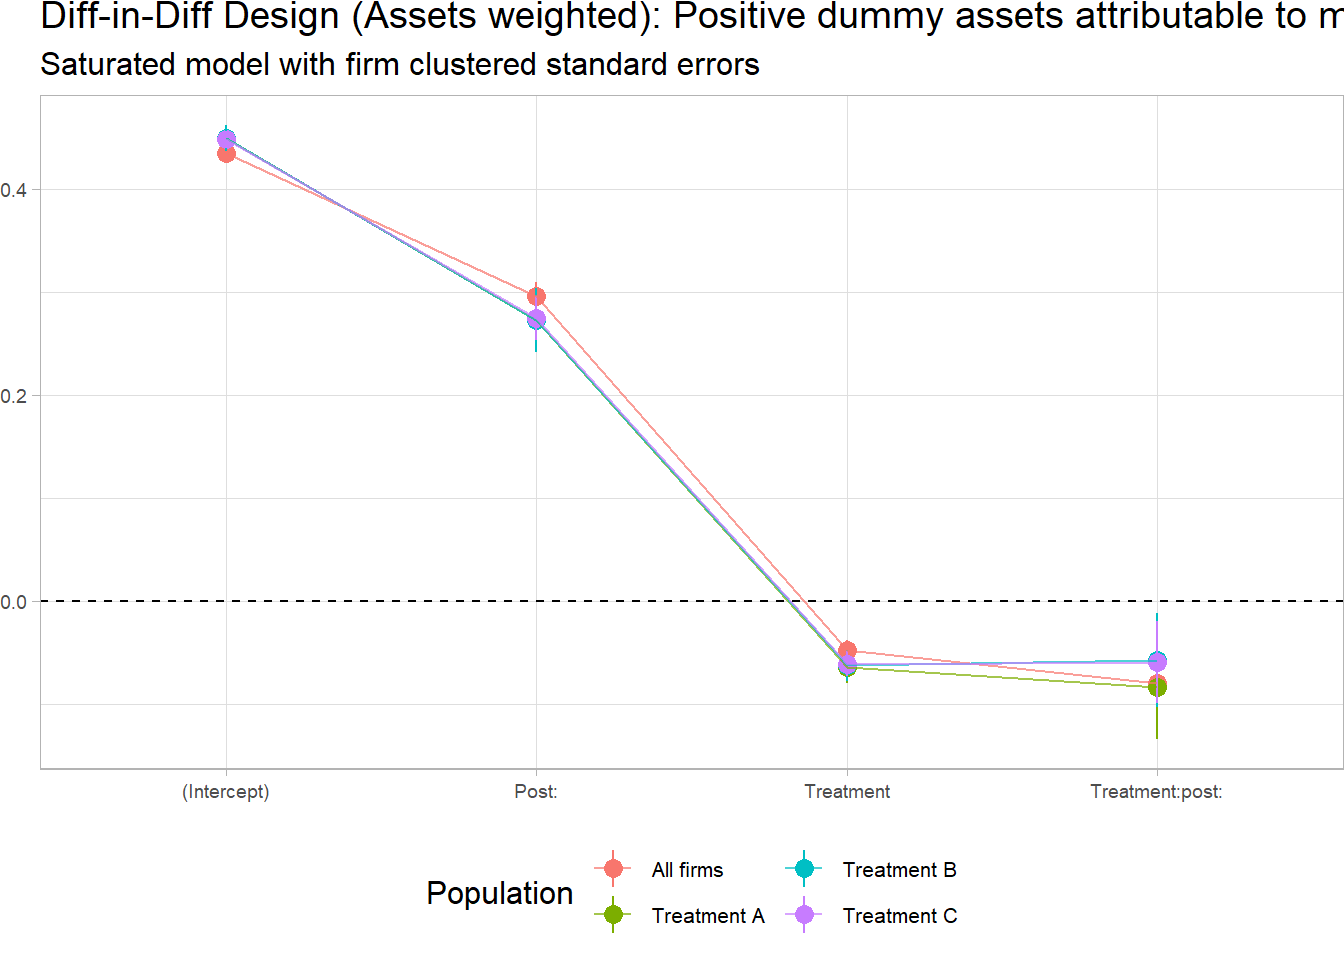 Diff-in-Diff Design (Assets weighted): Positive dummy assets attributable to
Saturated model with firm clustered standard errors
0.4
0.2
0.0
(Intercept) Post: Treatment Treatment:post:
Population
All firms Treatment B
Treatment A Treatment C